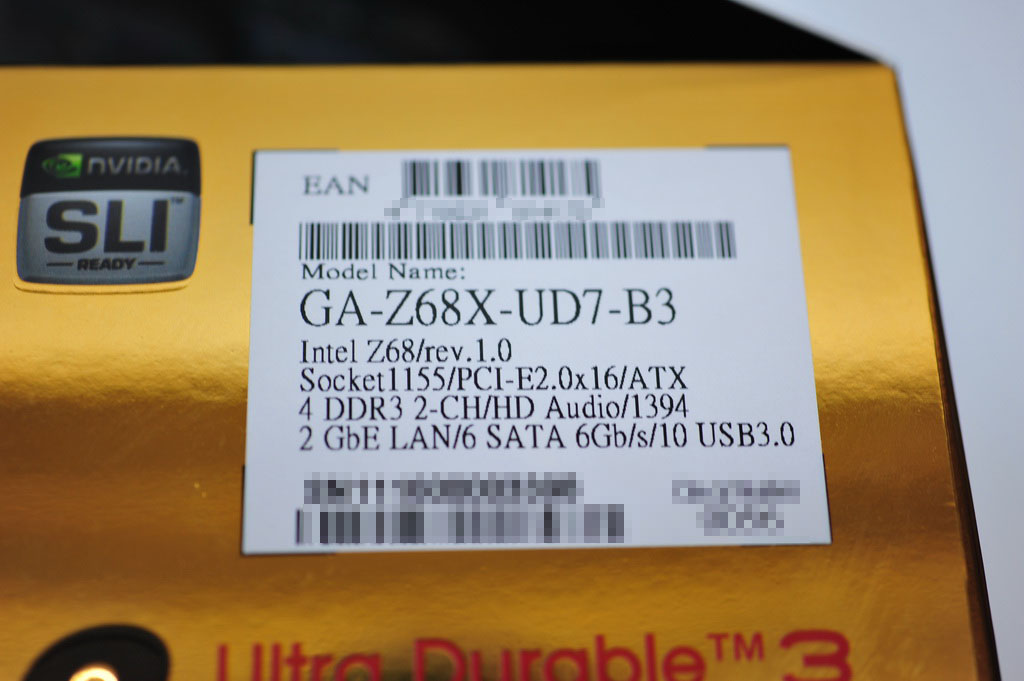 NVIDIA.
SLI™
READY
EAN
Model Name:
GA-Z68X-UD7-B3
Intel Z68/rev.1.0
Socket1155/PCI-E2.0x16/ATX
4 DDR3 2-CH/HD Audio/1394
2 GbE LAN/6 SATA 6Gb/s/10 USB3.0
Ultra Durable™ 3